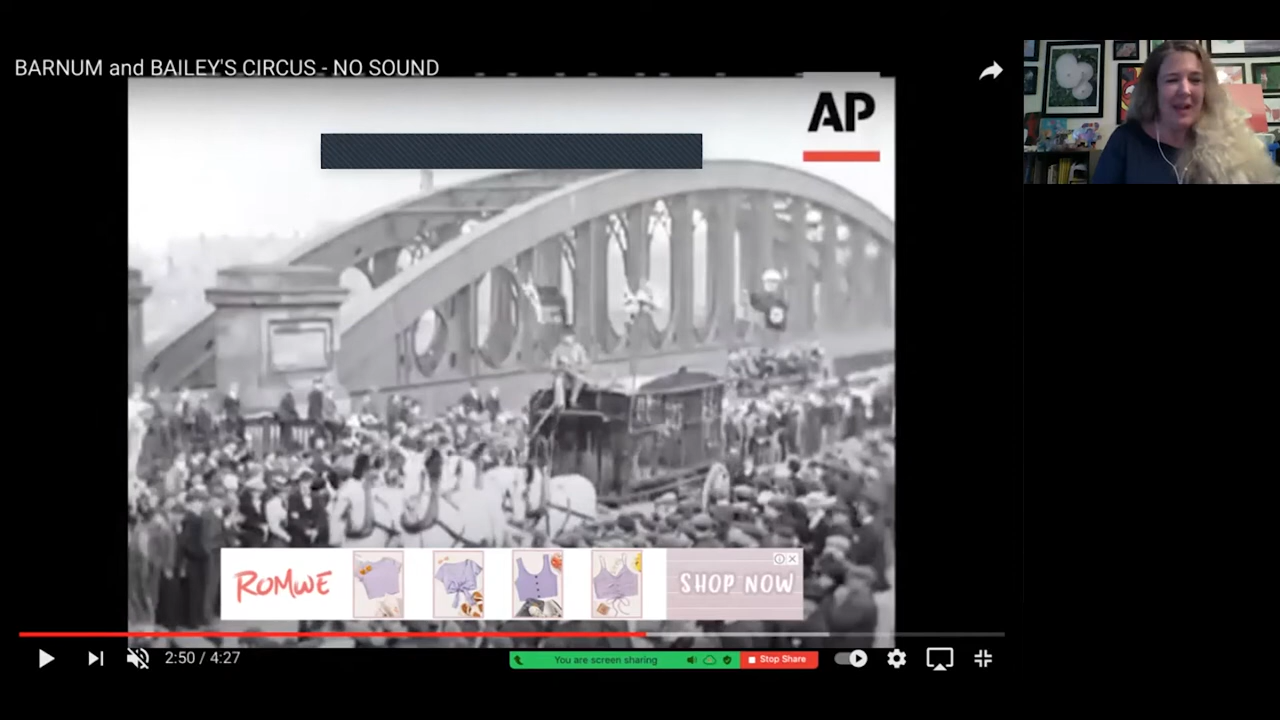 BARNUM and BAILEY'S CIRCUS - NO SOUND
AP
ROMWE
SHOP NOW
2:50 / 4:27
You are screen sharing
Stop Share